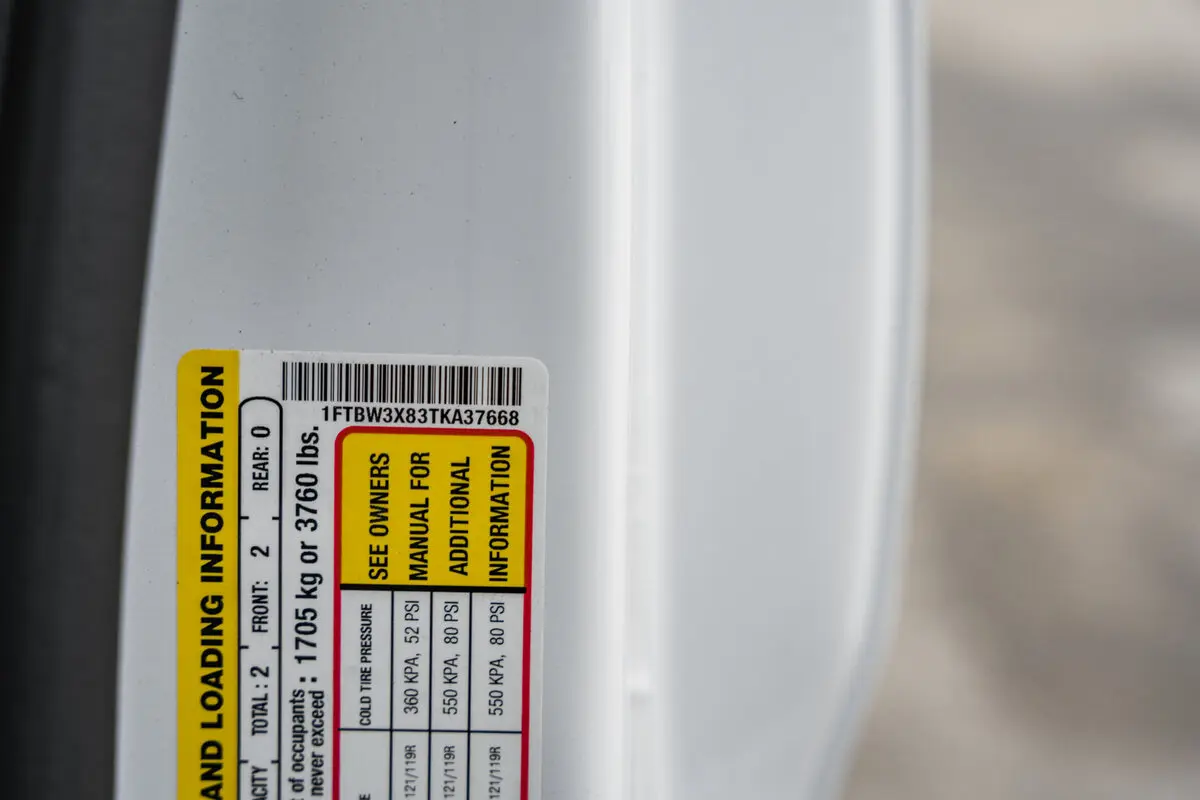 1FTBW3X83TKA37668
AND LOADING INFORMATION
TOTAL : 2 FRONT: 2 REAR: 0
of occupants
never exceed : 1705 kg or 3760 lbs.
COLD TIRE PRESSURE
SEE OWNERS
MANUAL FOR
ADDITIONAL
INFORMATION
121/119R 360 KPA, 52 PSI
121/119R 550 KPA, 80 PSI
121/119R 550 KPA, 80 PSI